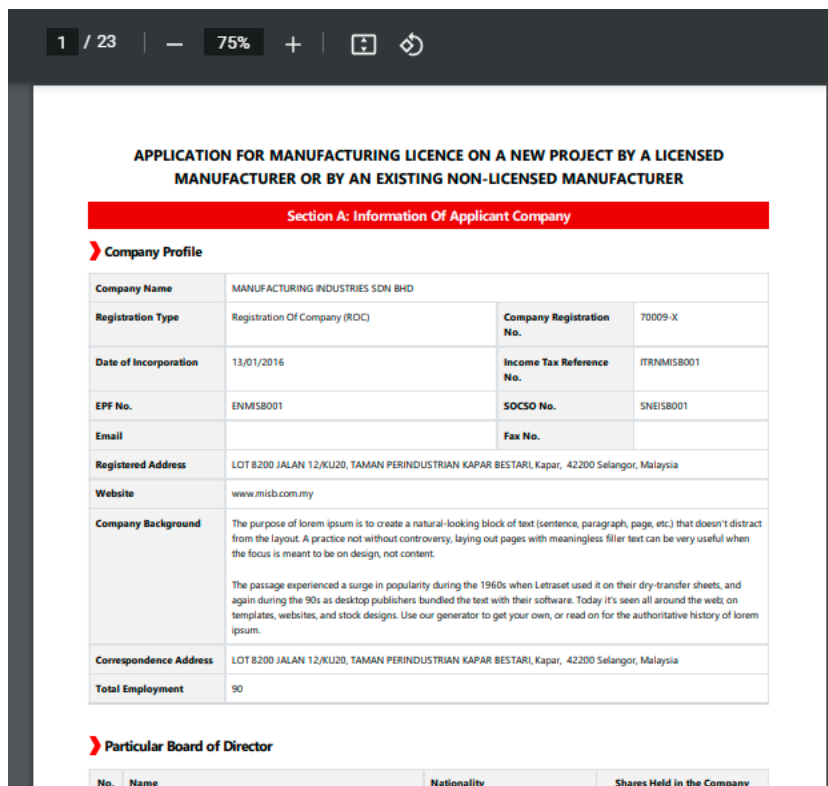 1 / 23 75%
APPLICATION FOR MANUFACTURING LICENCE ON A NEW PROJECT BY A LICENSED
MANUFACTURER OR BY AN EXISTING NON-LICENSED MANUFACTURER
Section A: Information Of Applicant Company
Company Profile
Company Name MANUFACTURING INDUSTRIES SDN BHD
Registration Type Registration Of Company (ROC) Company Registration
No. 70009-X
Date of Incorporation 13/01/2016 Income Tax Reference
No. ITRNMISB001
EPF No. ENMISB001 SOCSO No. SNEISB001
Email Fax No.
Registered Address LOT 8200 JALAN 12/KU20, TAMAN PERINDUSTRIAN KAPAR BESTARI, Kapar, 42200 Selangor, Malaysia
Website www.misb.com.my
Company Background The purpose of lorem ipsum is to create a natural-looking block of text (sentence, paragraph, page, etc.) that doesn't distract
from the layout. A practice not without controversy, laying out pages with meaningless filler text can be very useful when
the focus is meant to be on design, not content.
The passage experienced a surge in popularity during the 1960s when Letraset used it on their dry-transfer sheets, and
again during the 90s as desktop publishers bundled the text with their software. Today it's seen all around the web; on
templates, websites, and stock designs. Use our generator to get your own, or read on for the authoritative history of lorem
ipsum.
Correspondence Address LOT 8200 JALAN 12/KU20, TAMAN PERINDUSTRIAN KAPAR BESTARI, Kapar, 42200 Selangor, Malaysia
Total Employment 90
Particular Board of Director
No. Name Nationality Shares Held in the Company